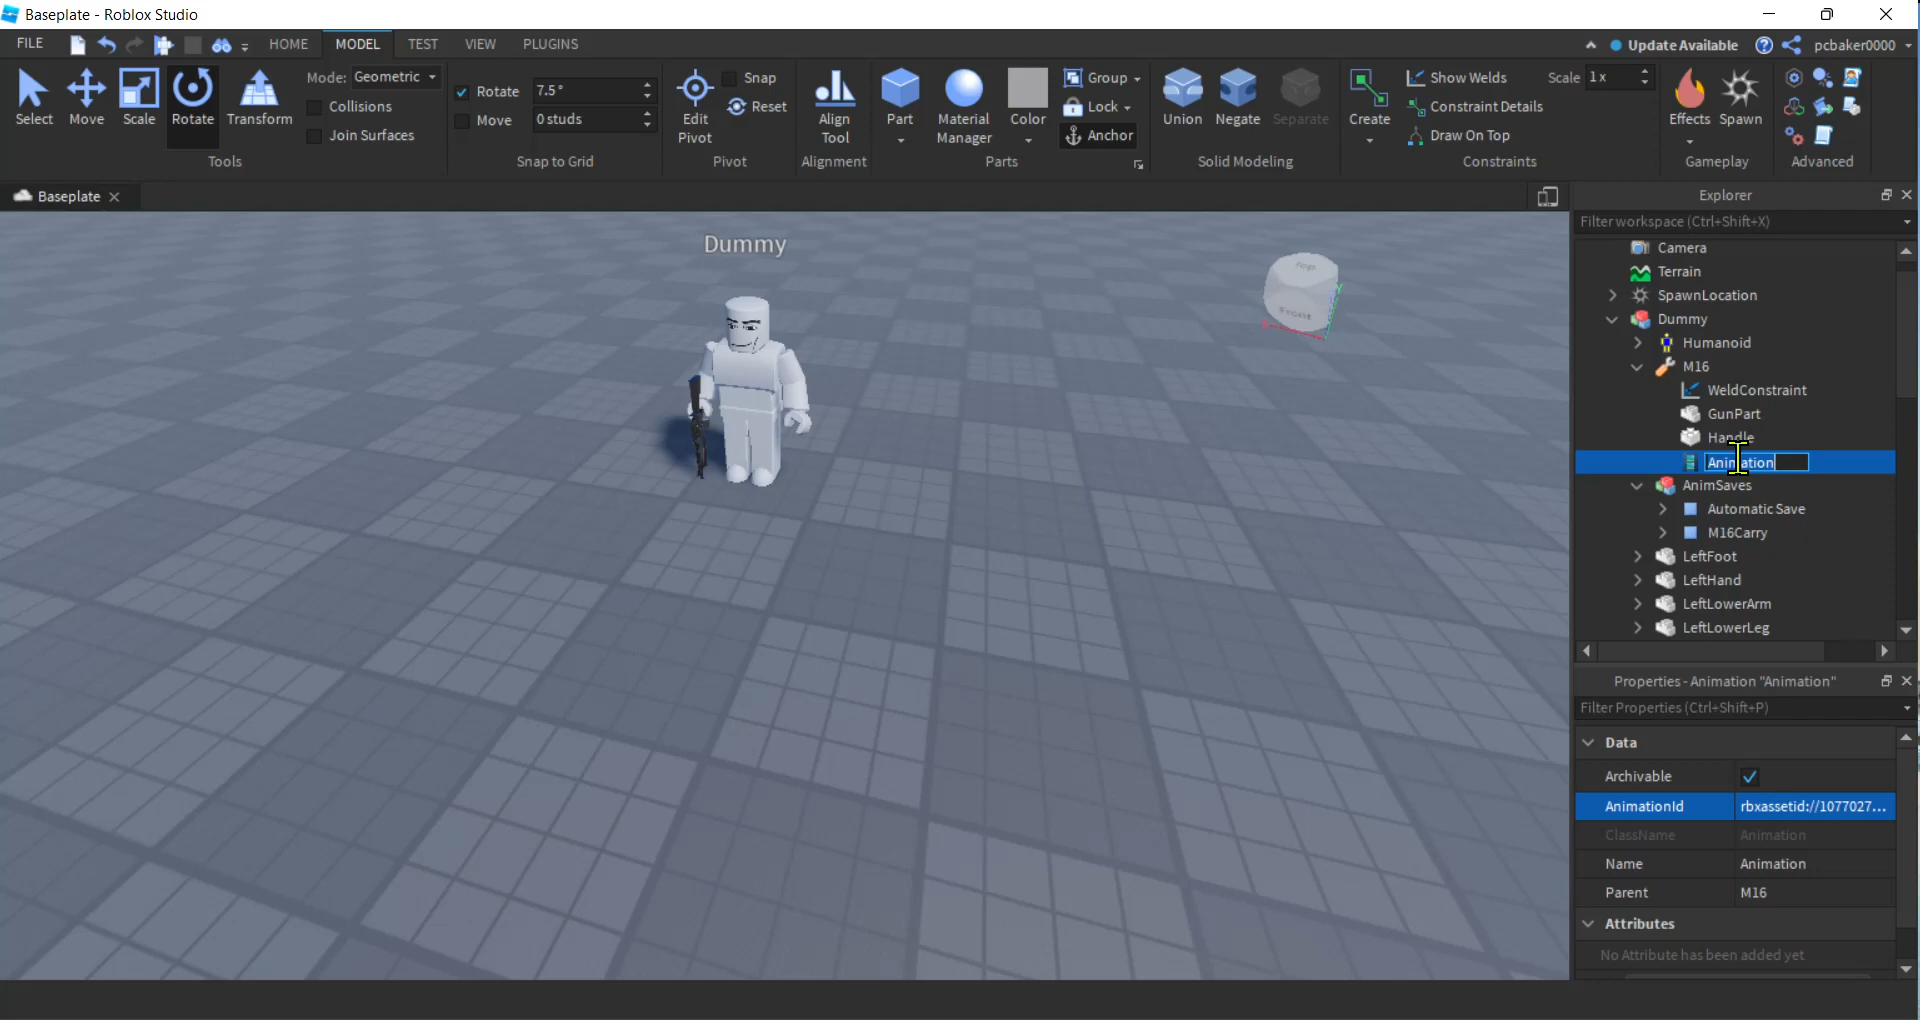 Baseplate - Roblox Studio
FILE HOME MODEL TEST VIEW PLUGINS Update Available pcbaker0000
Select Move Scale Rotate Transform
Mode: Geometric
Collisions
Join Surfaces
Tools
Rotate 7.5°
Move 0 studs
Snap to Grid
Edit Pivot
Snap
Reset
Pivot
Align Tool
Alignment
Part
Material Manager
Color
Group
Lock
Anchor
Parts
Union Negate Separate
Solid Modeling
Create
Show Welds
Constraint Details
Draw On Top
Scale 1 x
Constraints
Effects Spawn
Gameplay
Advanced
Baseplate
Dummy
Top
Front
Explorer
Filter workspace (Ctrl+Shift+X)
Camera
Terrain
SpawnLocation
Dummy
Humanoid
M16
WeldConstraint
GunPart
Handle
Animation
AnimSaves
Automatic Save
M16Carry
LeftFoot
LeftHand
LeftLowerArm
LeftLowerLeg
Properties - Animation "Animation"
Filter Properties (Ctrl+Shift+P)
Data
Archivable
AnimationId rbxassetid://1077027...
ClassName Animation
Name Animation
Parent M16
Attributes
No Attribute has been added yet